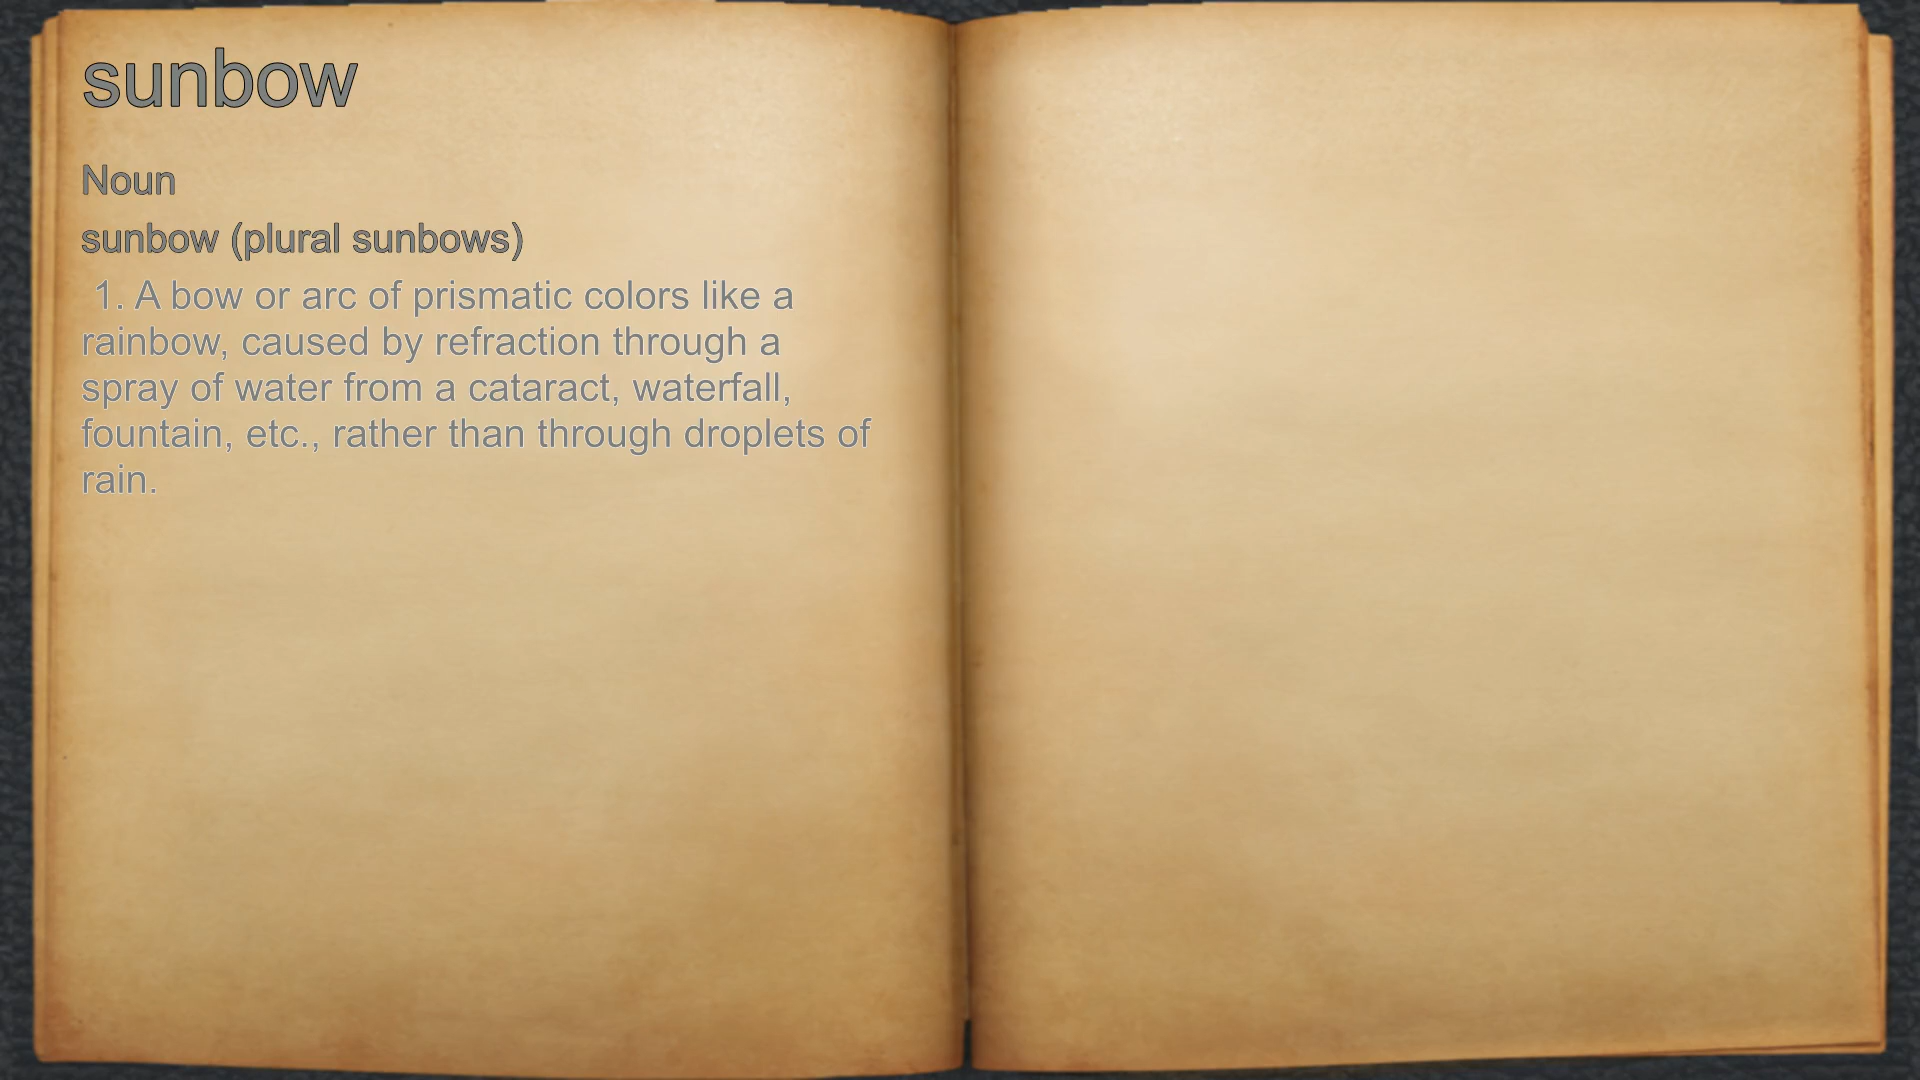 sunbow
Noun
sunbow (plural sunbows)
1. A bow or arc of prismatic colors like a
rainbow, caused by refraction through a
spray of water from a cataract, waterfall,
fountain, etc., rather than through droplets of
rain.